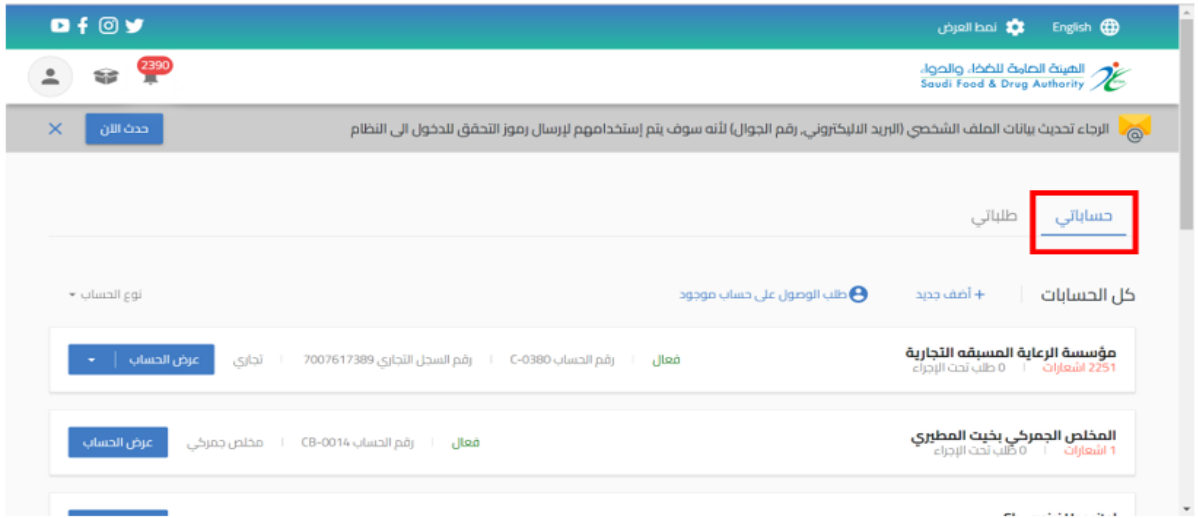 English نمط العرض
2390
الهيئة العامة للغذاء والدواء
Saudi Food & Drug Authority
الرجاء تحديث بيانات الملف الشخصي (البريد الاليكتروني, رقم الجوال) لأنه سوف يتم إستخدامهم لإرسال رموز التحقق للدخول الى النظام
حدث الآن
حساباتي طلباتي
كل الحسابات + أضف جديد طلب الوصول على حساب موجود نوع الحساب
مؤسسة الرعاية المسبقه التجارية
2251 اشعارات 0 طلب تحت الإجراء
فعال رقم الحساب C-0380 رقم السجل التجاري 7007617389 تجاري عرض الحساب
المخلص الجمركي بخيت المطيري
1 اشعارات 0 طلب تحت الإجراء
فعال رقم الحساب CB-0014 مخلص جمركي عرض الحساب